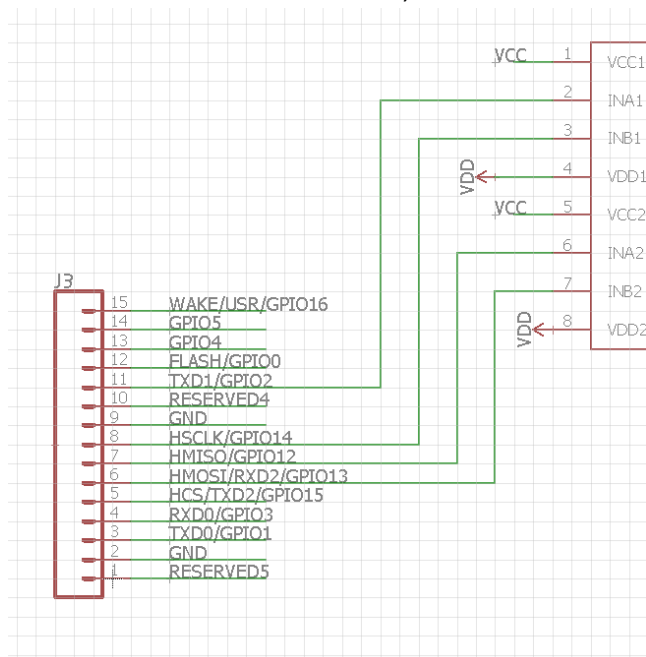 VCC 1 VCC1
2 INA1
3 INB1
VDD 4 VDD1
VCC 5 VCC2
6 INA2
7 INB2
VDD 8 VDD2
J3
15 WAKE/USR/GPIO16
14 GPIO5
13 GPIO4
12 FLASH/GPIO0
11 TXD1/GPIO2
10 RESERVED4
9 GND
8 HSCLK/GPIO14
7 HMISO/GPIO12
6 HMOSI/RXD2/GPIO13
5 HCS/TXD2/GPIO15
4 RXD0/GPIO3
3 TXD0/GPIO1
2 GND
1 RESERVED5